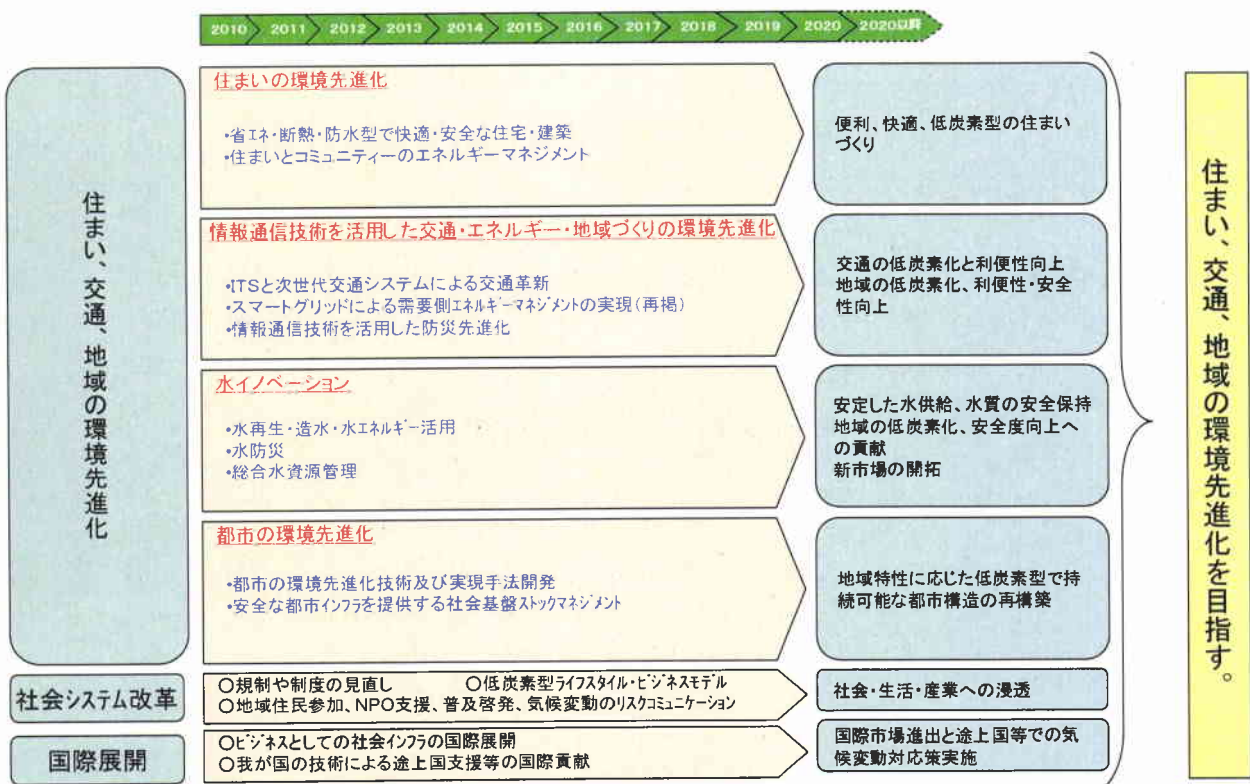 2010 2011 2012 2013 2014 2015 2016 2017 2018 2019 2020 2020以降
住まい、交通、地域の環境先進化
住まいの環境先進化
・省エネ・断熱・防水型で快適・安全な住宅・建築
・住まいとコミュニティーのエネルギーマネジメント
便利、快適、低炭素型の住まい
づくり
情報通信技術を活用した交通・エネルギー・地域づくりの環境先進化
・ITSと次世代交通システムによる交通革新
・スマートグリッドによる需要側エネルギーマネジメントの実現(再掲)
・情報通信技術を活用した防災先進化
交通の低炭素化と利便性向上
地域の低炭素化、利便性・安全
性向上
水イノベーション
・水再生・造水・水エネルギー活用
・水防災
・総合水資源管理
安定した水供給、水質の安全保持
地域の低炭素化、安全度向上へ
の貢献
新市場の開拓
都市の環境先進化
・都市の環境先進化技術及び実現手法開発
・安全な都市インフラを提供する社会基盤ストックマネジメント
地域特性に応じた低炭素型で持
続可能な都市構造の再構築
社会システム改革
○規制や制度の見直し ○低炭素型ライフスタイル・ビジネスモデル
○地域住民参加、NPO支援、普及啓発、気候変動のリスクコミュニケーション
社会・生活・産業への浸透
国際展開
○ビジネスとしての社会インフラの国際展開
○我が国の技術による途上国支援等の国際貢献
国際市場進出と途上国等での気
候変動対応策実施
住まい、交通、地域の環境先進化を目指す。